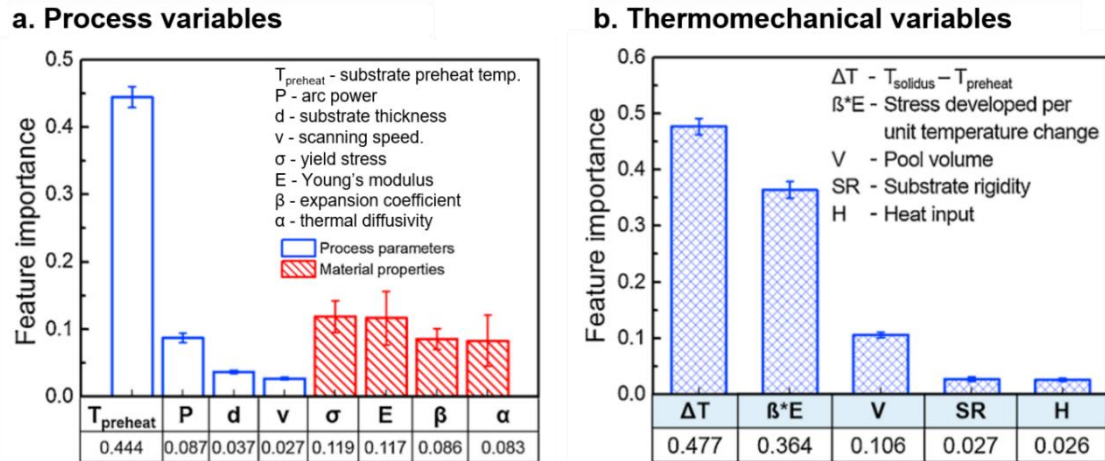 a. Process variables
0.5
0.4
0.3
0.2
0.1
0.0
Feature importance
T_preheat - substrate preheat temp.
P - arc power
d - substrate thickness
v - scanning speed.
σ - yield stress
E - Young's modulus
β - expansion coefficient
α - thermal diffusivity
Process parameters
Material properties
T_preheat P d v σ E β α
0.444 0.087 0.037 0.027 0.119 0.117 0.086 0.083
b. Thermomechanical variables
0.6
0.5
0.4
0.3
0.2
0.1
0.0
Feature importance
ΔT - T_solidus – T_preheat
ß*E - Stress developed per
unit temperature change
V - Pool volume
SR - Substrate rigidity
H - Heat input
ΔT ß*E V SR H
0.477 0.364 0.106 0.027 0.026